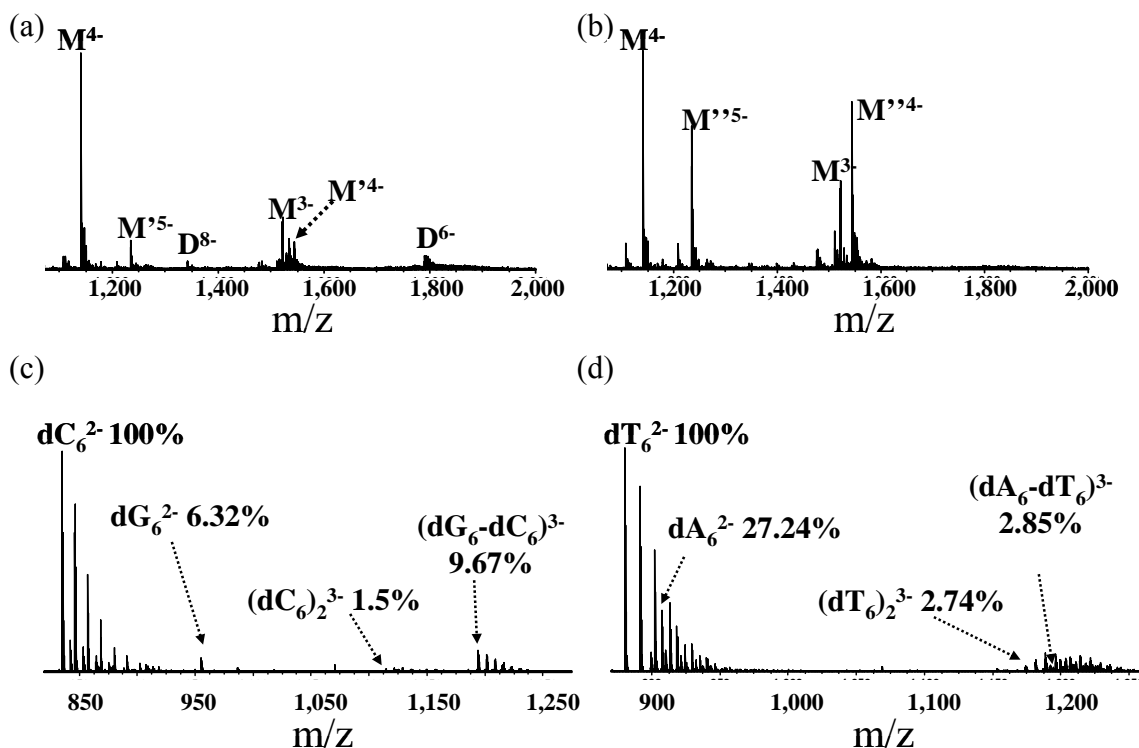 (a)
M⁴⁻
M’⁵⁻
D⁸⁻
M³⁻
M’⁴⁻
D⁶⁻
1,200 1,400 1,600 1,800 2,000
m/z
(b)
M⁴⁻
M’’⁵⁻
M³⁻
M’’⁴⁻
1,200 1,400 1,600 1,800 2,000
m/z
(c)
dC₆²⁻ 100%
dG₆²⁻ 6.32%
(dC₆)₂³⁻ 1.5%
(dG₆-dC₆)³⁻
9.67%
850 950 1,050 1,150 1,250
m/z
(d)
dT₆²⁻ 100%
dA₆²⁻ 27.24%
(dT₆)₂³⁻ 2.74%
(dA₆-dT₆)³⁻
2.85%
900 1,000 1,100 1,200
m/z